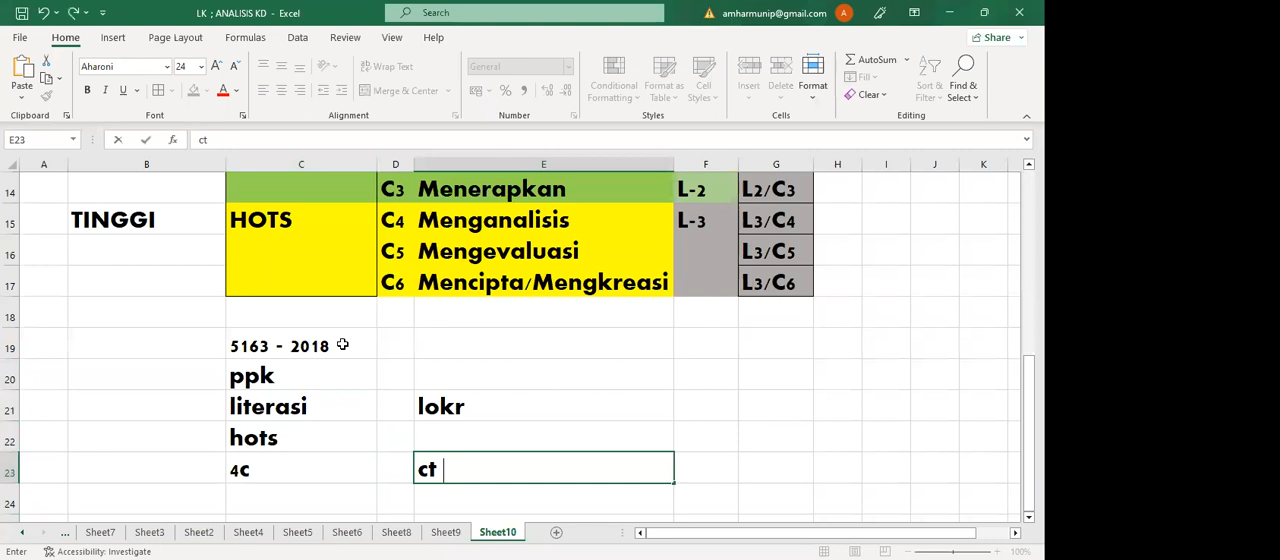 LK ; ANALISIS KD - Excel
Search
amharmunip@gmail.com
A
File Home Insert Page Layout Formulas Data Review View Help
Share
Paste
Aharoni 24
B I U
Wrap Text
Merge & Center
General
Conditional Formatting
Format as Table
Cell Styles
Insert Delete Format
AutoSum
Fill
Clear
Sort & Filter
Find & Select
Clipboard Font Alignment Number Styles Cells Editing
E23 fx ct
A B C D E F G H I J K
14 C3 Menerapkan L-2 L2/C3
15 TINGGI HOTS C4 Menganalisis L-3 L3/C4
16 C5 Mengevaluasi L3/C5
17 C6 Mencipta/Mengkreasi L3/C6
18
19 5163 - 2018
20 ppk
21 literasi lokr
22 hots
23 4c ct
24
... Sheet7 Sheet3 Sheet2 Sheet4 Sheet5 Sheet6 Sheet8 Sheet9 Sheet10
Enter Accessibility: Investigate 100%